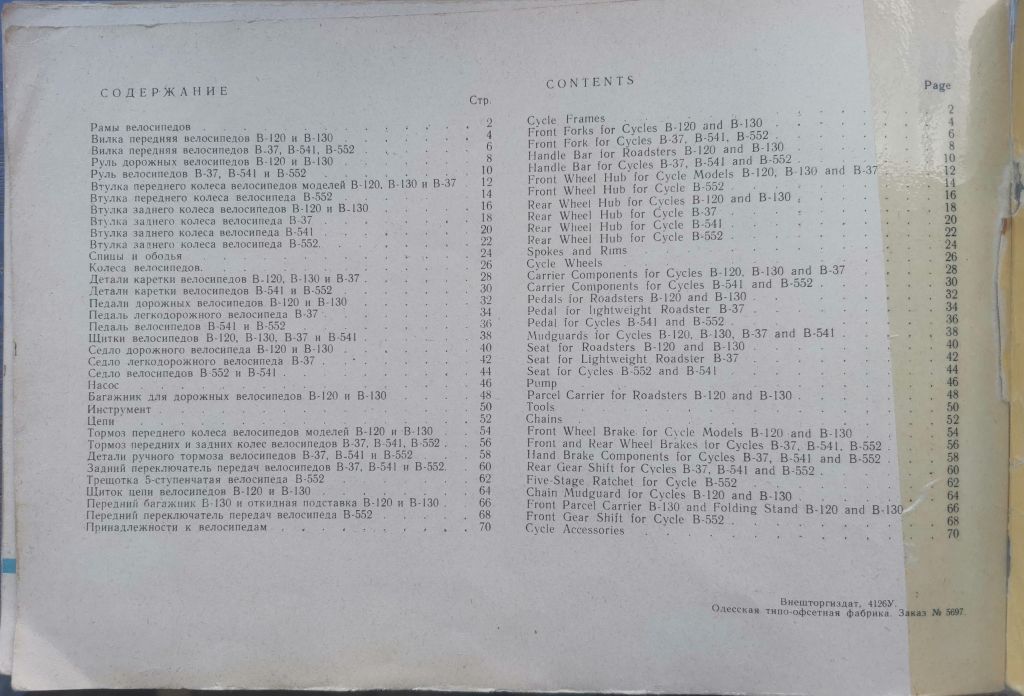 СОДЕРЖАНИЕ
Стр.
Рамы велосипедов 2
Вилка передняя велосипедов В-120 и В-130 4
Вилка передняя велосипедов В-37, В-541, В-552 6
Руль дорожных велосипедов В-120 и В-130 8
Руль велосипедов В-37, В-541 и В-552 10
Втулка переднего колеса велосипедов моделей В-120, В-130 и В-37 12
Втулка переднего колеса велосипеда В-552 14
Втулка заднего колеса велосипедов В-120 и В-130 16
Втулка заднего колеса велосипеда В-37 18
Втулка заднего колеса велосипеда В-541 20
Втулка заднего колеса велосипеда В-552. 22
Спицы и ободья 24
Колеса велосипедов. 26
Детали каретки велосипедов В-120, В-130 и В-37 28
Детали каретки велосипедов В-541 и В-552 30
Педали дорожных велосипедов В-120 и В-130 32
Педаль легкодорожного велосипеда В-37 34
Педаль велосипедов В-541 и В-552 36
Щитки велосипедов В-120, В-130, В-37 и В-541 38
Седло дорожного велосипеда В-120 и В-130 40
Седло легкодорожного велосипеда В-37 42
Седло велосипедов В-552 и В-541 44
Насос 46
Багажник для дорожных велосипедов В-120 и В-130 48
Инструмент 50
Цепи 52
Тормоз переднего колеса велосипедов моделей В-120 и В-130 54
Тормоз передних и задних колес велосипедов В-37, В-541, В-552 56
Детали ручного тормоза велосипедов В-37, В-541 и В-552 58
Задний переключатель передач велосипедов В-37, В-541 и В-552. 60
Трещотка 5-ступенчатая велосипеда В-552 62
Щиток цепи велосипедов В-120 и В-130 64
Передний багажник В-130 и откидная подставка В-120 и В-130 66
Передний переключатель передач велосипеда В-552 68
Принадлежности к велосипедам 70
CONTENTS
Page
Cycle Frames 2
Front Forks for Cycles B-120 and B-130 4
Front Fork for Cycles B-37, B-541, B-552 6
Handle Bar for Roadsters B-120 and B-130 8
Handle Bar for Cycles B-37, B-541 and B-552 10
Front Wheel Hub for Cycle Models B-120, B-130 and B-37 12
Front Wheel Hub for Cycle B-552 14
Rear Wheel Hub for Cycles B-120 and B-130 16
Rear Wheel Hub for Cycle B-37 18
Rear Wheel Hub for Cycle B-541 20
Rear Wheel Hub for Cycle B-552 22
Spokes and Rims 24
Cycle Wheels 26
Carrier Components for Cycles B-120, B-130 and B-37 28
Carrier Components for Cycles B-541 and B-552 30
Pedals for Roadsters B-120 and B-130 32
Pedal for lightweight Roadster B-37 34
Pedal for Cycles B-541 and B-552 36
Mudguards for Cycles B-120, B-130, B-37 and B-541 38
Seat for Roadsters B-120 and B-130 40
Seat for Lightweight Roadster B-37 42
Seat for Cycles B-552 and B-541 44
Pump 46
Parcel Carrier for Roadsters B-120 and B-130 48
Tools 50
Chains 52
Front Wheel Brake for Cycle Models B-120 and B-130 54
Front and Rear Wheel Brakes for Cycles B-37, B-541, B-552 56
Hand Brake Components for Cycles B-37, B-541 and B-552 58
Rear Gear Shift for Cycles B-37, B-541 and B-552 60
Five-Stage Ratchet for Cycle B-552 62
Chain Mudguard for Cycles B-120 and B-130 64
Front Parcel Carrier B-130 and Folding Stand B-120 and B-130 66
Front Gear Shift for Cycle B-552 68
Cycle Accessories 70
Внешторгиздат, 4126У.
Одесская типо-офсетная фабрика. Заказ № 5697.